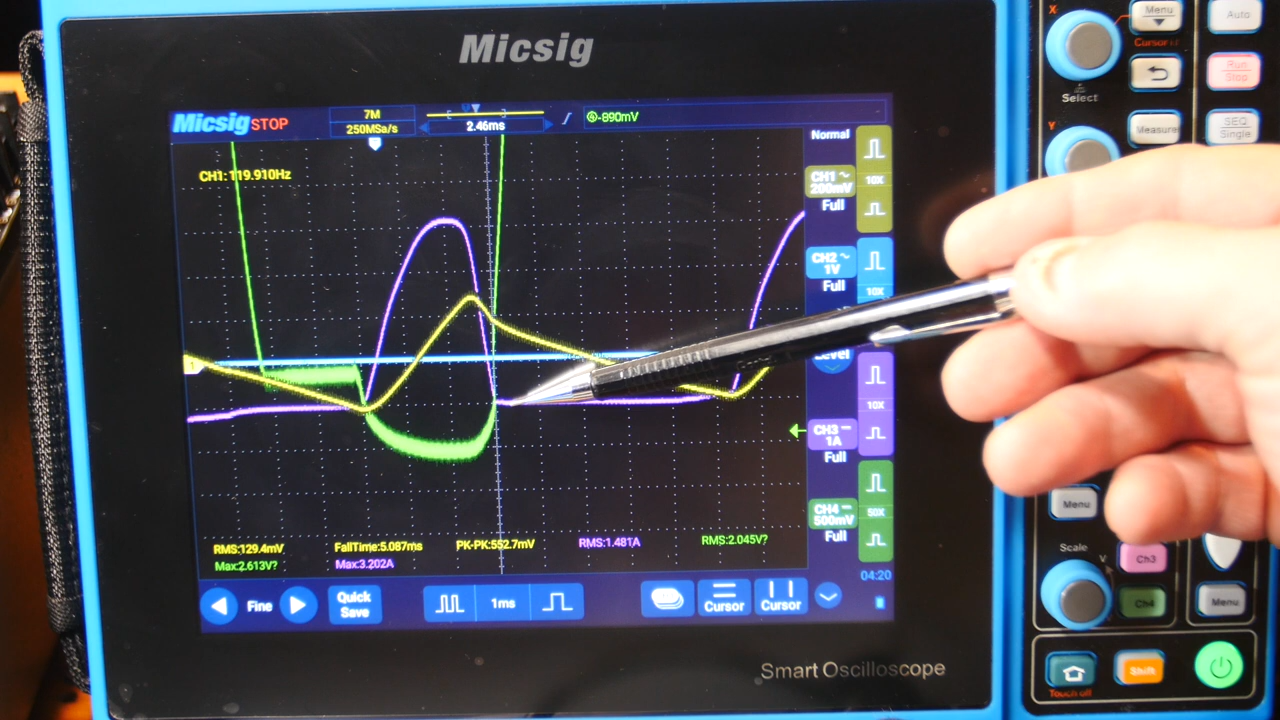 Micsig
Micsig STOP
7M
250MSa/s
2.46ms
④-890mV
CH1: 119.910Hz
Normal
CH1
200mV
Full
10X
CH2
1V
Full
10X
Level
CH3
1A
Full
10X
CH4
500mV
Full
50X
1
RMS:129.4mV
FallTime:5.087ms
PK-PK:552.7mV
RMS:1.481A
RMS:2.045V?
Max:2.613V?
Max:3.202A
04:20
Fine
Quick
Save
1ms
Cursor
Cursor
Smart Oscilloscope
X
Menu
Auto
Cursor
Run
Stop
Select
Y
Measure
SEQ
Single
Menu
Scale
V
Ch3
Ch4
Menu
Shift
Touch off